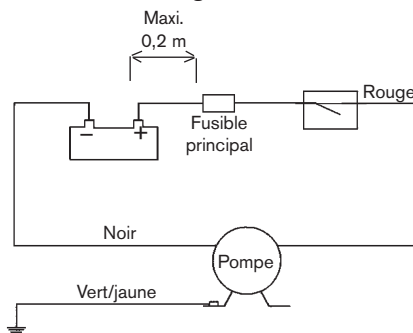 Maxi.
0,2 m
Rouge
− +
Fusible
principal
Noir
Pompe
Vert/jaune